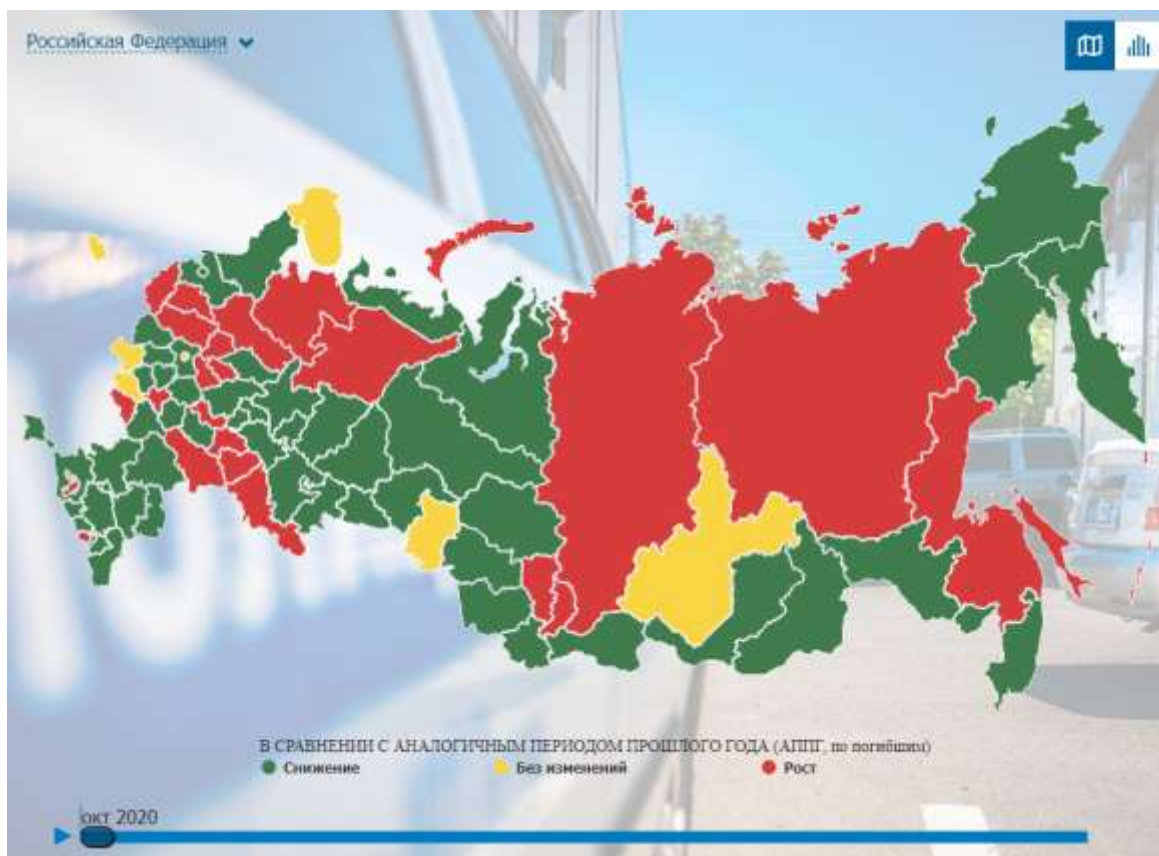 Российская Федерация
В СРАВНЕНИИ С АНАЛОГИЧНЫМ ПЕРИОДОМ ПРОШЛОГО ГОДА (АППГ, по погибшим)
Снижение
Без изменений
Рост
окт 2020